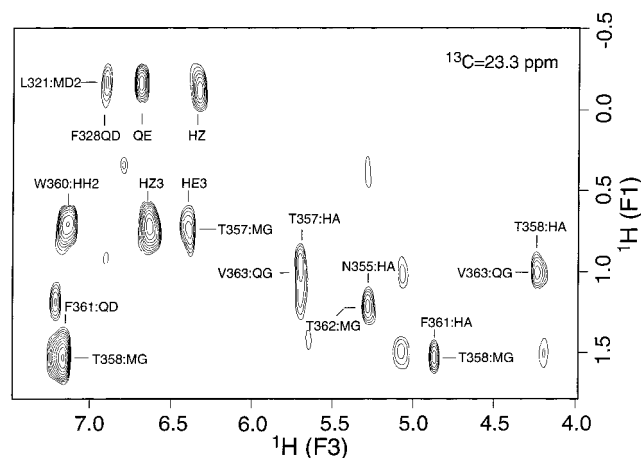 -0.5
¹³C=23.3 ppm
L321:MD2
0.0
F328QD QE HZ
W360:HH2 HZ3 HE3
0.5
T357:HA T358:HA
T357:MG
V363:QG N355:HA V363:QG
1.0
F361:QD T362:MG F361:HA
T358:MG T358:MG
1.5
¹H (F1)
7.0 6.5 6.0 5.5 5.0 4.5 4.0
¹H (F3)